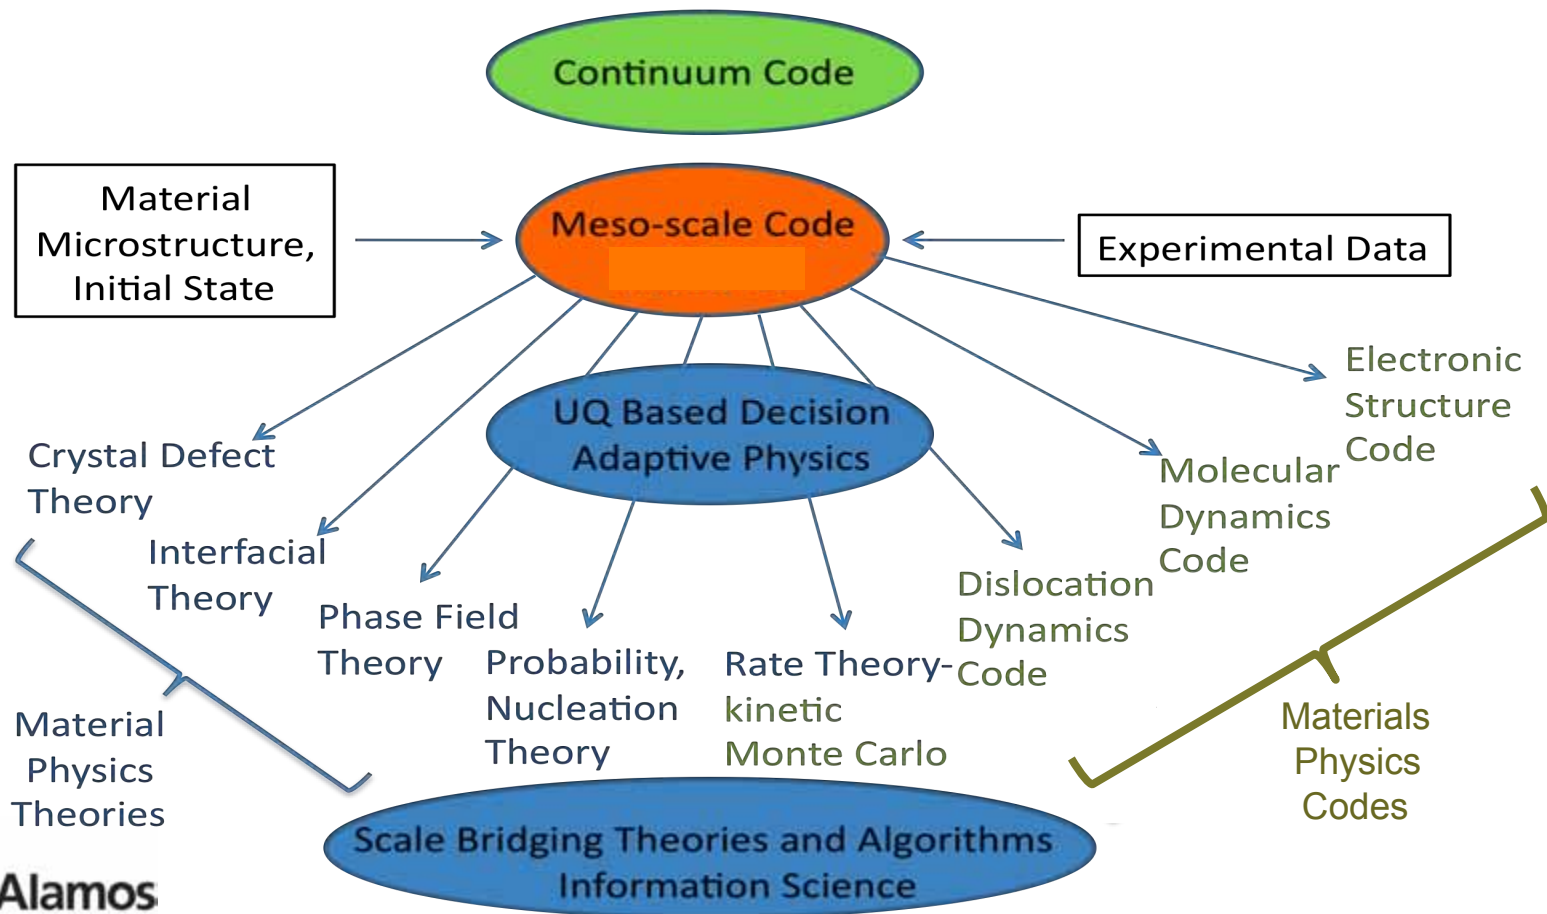 Continuum Code
Material
Microstructure,
Initial State
Meso-scale Code
Experimental Data
Electronic
Structure
Code
UQ Based Decision
Adaptive Physics
Crystal Defect
Theory
Molecular
Dynamics
Code
Interfacial
Theory
Phase Field
Theory
Dislocation
Dynamics
Code
Probability,
Nucleation
Theory
Rate Theory-
kinetic
Monte Carlo
Material
Physics
Theories
Materials
Physics
Codes
Scale Bridging Theories and Algorithms
Information Science
Alamos